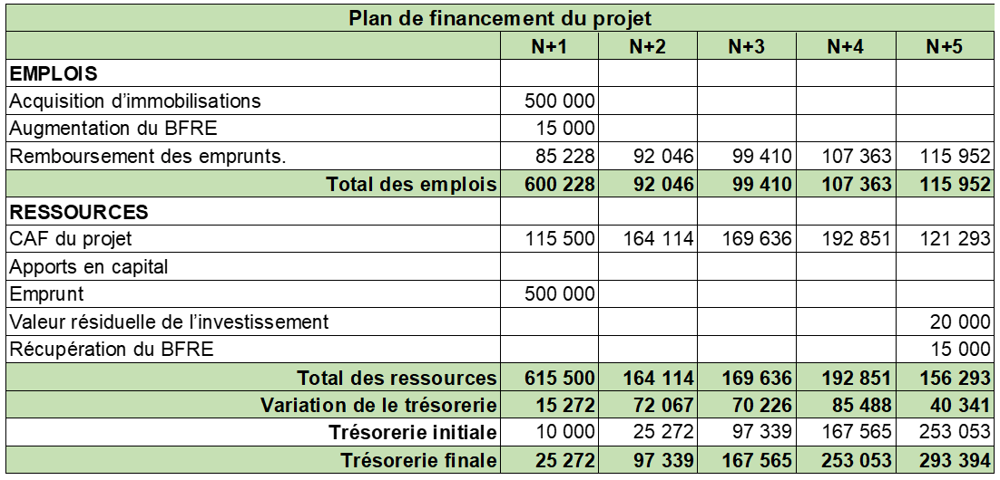 Plan de financement du projet
N+1 N+2 N+3 N+4 N+5
EMPLOIS
Acquisition d’immobilisations 500 000
Augmentation du BFRE 15 000
Remboursement des emprunts. 85 228 92 046 99 410 107 363 115 952
Total des emplois 600 228 92 046 99 410 107 363 115 952
RESSOURCES
CAF du projet 115 500 164 114 169 636 192 851 121 293
Apports en capital
Emprunt 500 000
Valeur résiduelle de l’investissement 20 000
Récupération du BFRE 15 000
Total des ressources 615 500 164 114 169 636 192 851 156 293
Variation de le trésorerie 15 272 72 067 70 226 85 488 40 341
Trésorerie initiale 10 000 25 272 97 339 167 565 253 053
Trésorerie finale 25 272 97 339 167 565 253 053 293 394